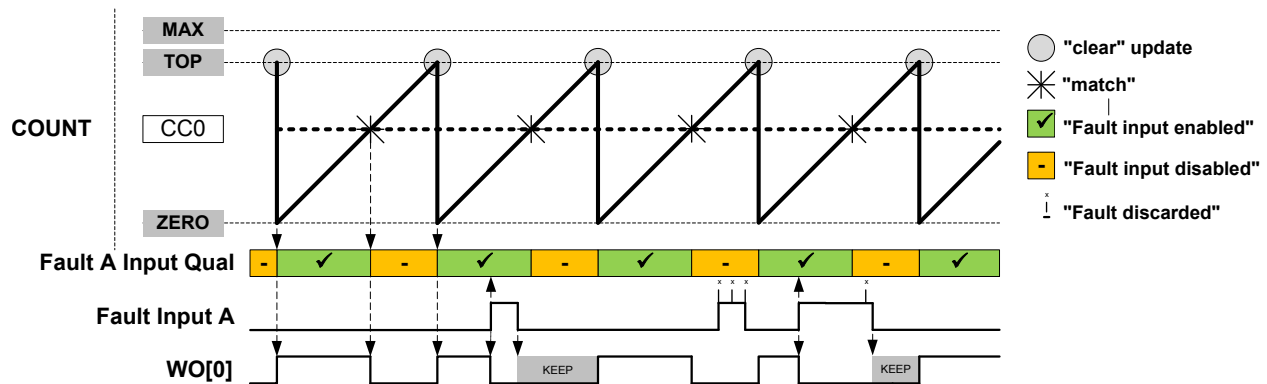 MAX
"clear" update
TOP
"match"
COUNT
CC0
"Fault input enabled"
✔
- "Fault input disabled"
x
"Fault discarded"
ZERO
Fault A Input Qual - ✔ - ✔ - ✔ - ✔ - ✔
x x x x
Fault Input A
WO[0] KEEP KEEP